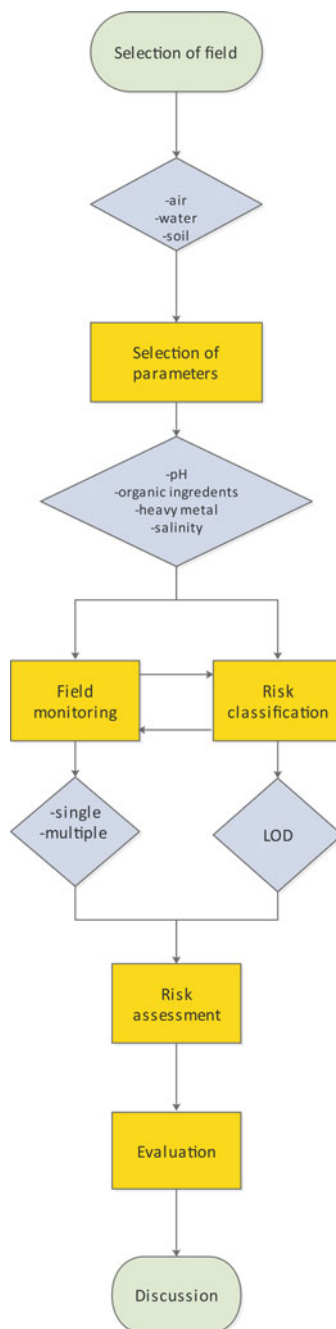 Selection of field
-air
-water
-soil
Selection of
parameters
-pH
-organic ingredents
-heavy metal
-salinity
Field
monitoring
Risk
classification
-single
-multiple
LOD
Risk
assessment
Evaluation
Discussion